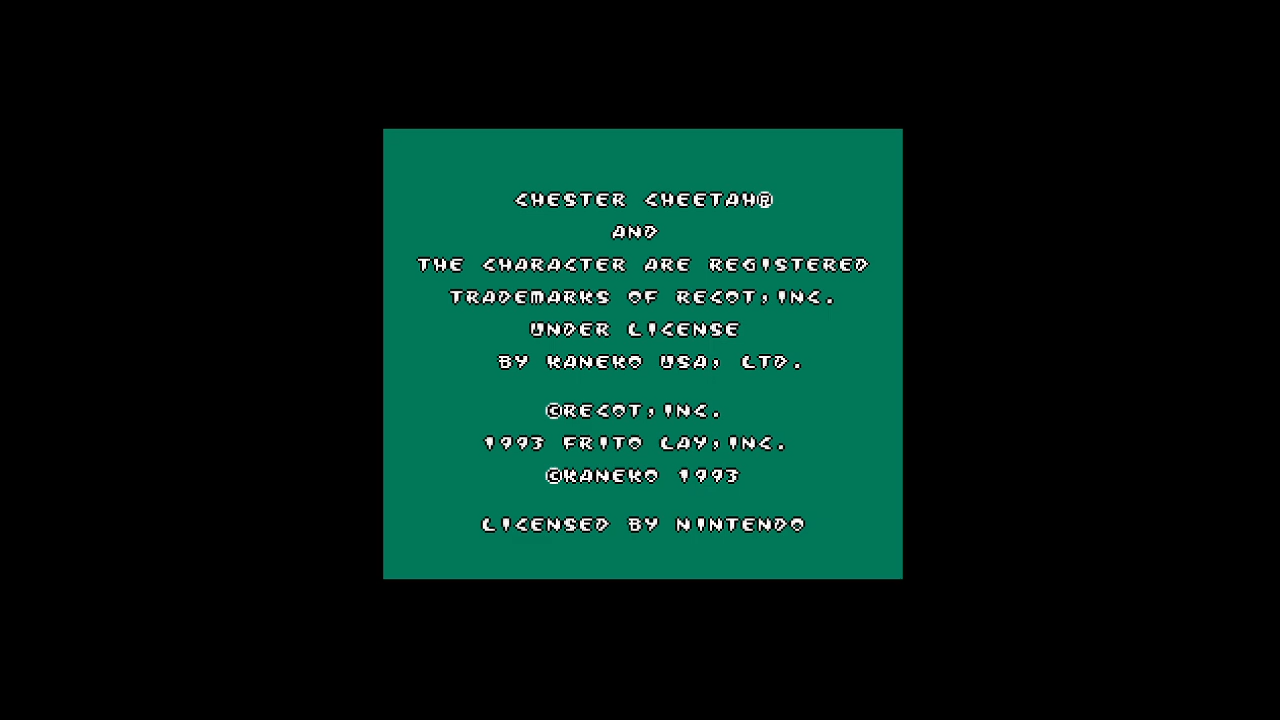 CHESTER CHEETAH®
AND
THE CHARACTER ARE REGISTERED
TRADEMARKS OF RECOT,INC.
UNDER LICENSE
BY KANEKO USA, LTD.
©RECOT,INC.
1993 FRITO LAY,INC.
©KANEKO 1993
LICENSED BY NINTENDO